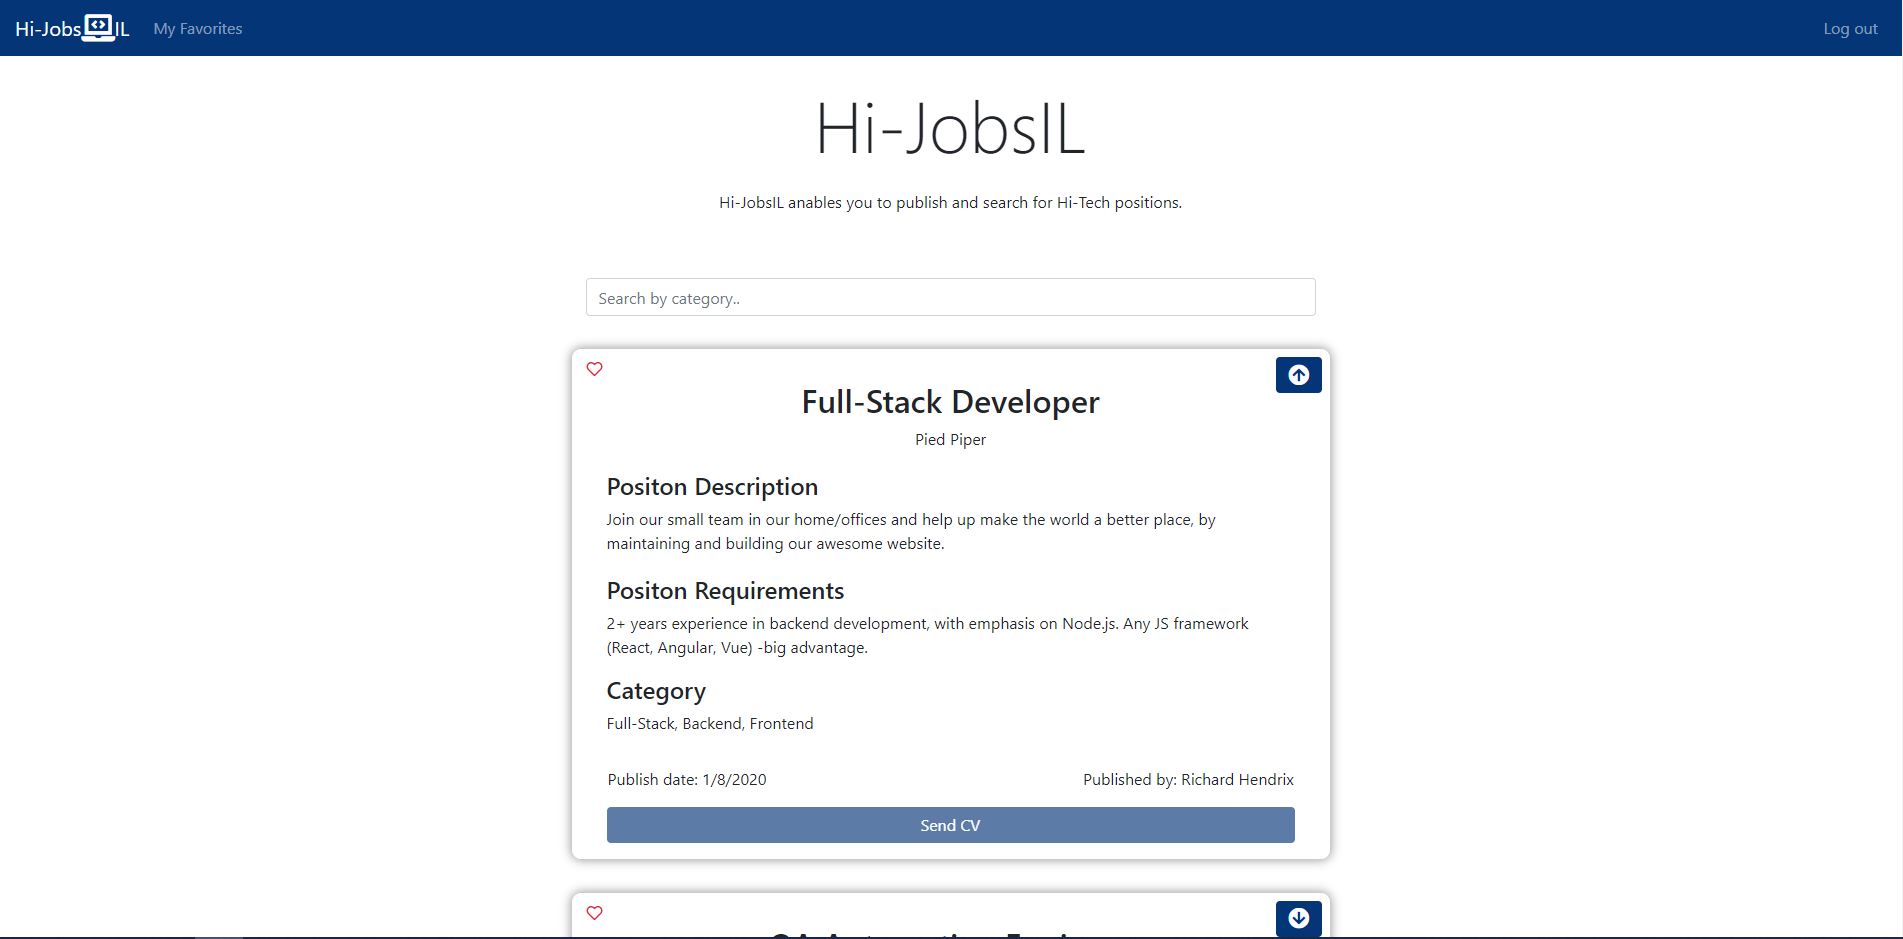 Hi-JobsIL My Favorites Log out
Hi-JobsIL
Hi-JobsIL anables you to publish and search for Hi-Tech positions.
Search by category..
Full-Stack Developer
Pied Piper
Positon Description
Join our small team in our home/offices and help up make the world a better place, by
maintaining and building our awesome website.
Positon Requirements
2+ years experience in backend development, with emphasis on Node.js. Any JS framework
(React, Angular, Vue) -big advantage.
Category
Full-Stack, Backend, Frontend
Publish date: 1/8/2020 Published by: Richard Hendrix
Send CV